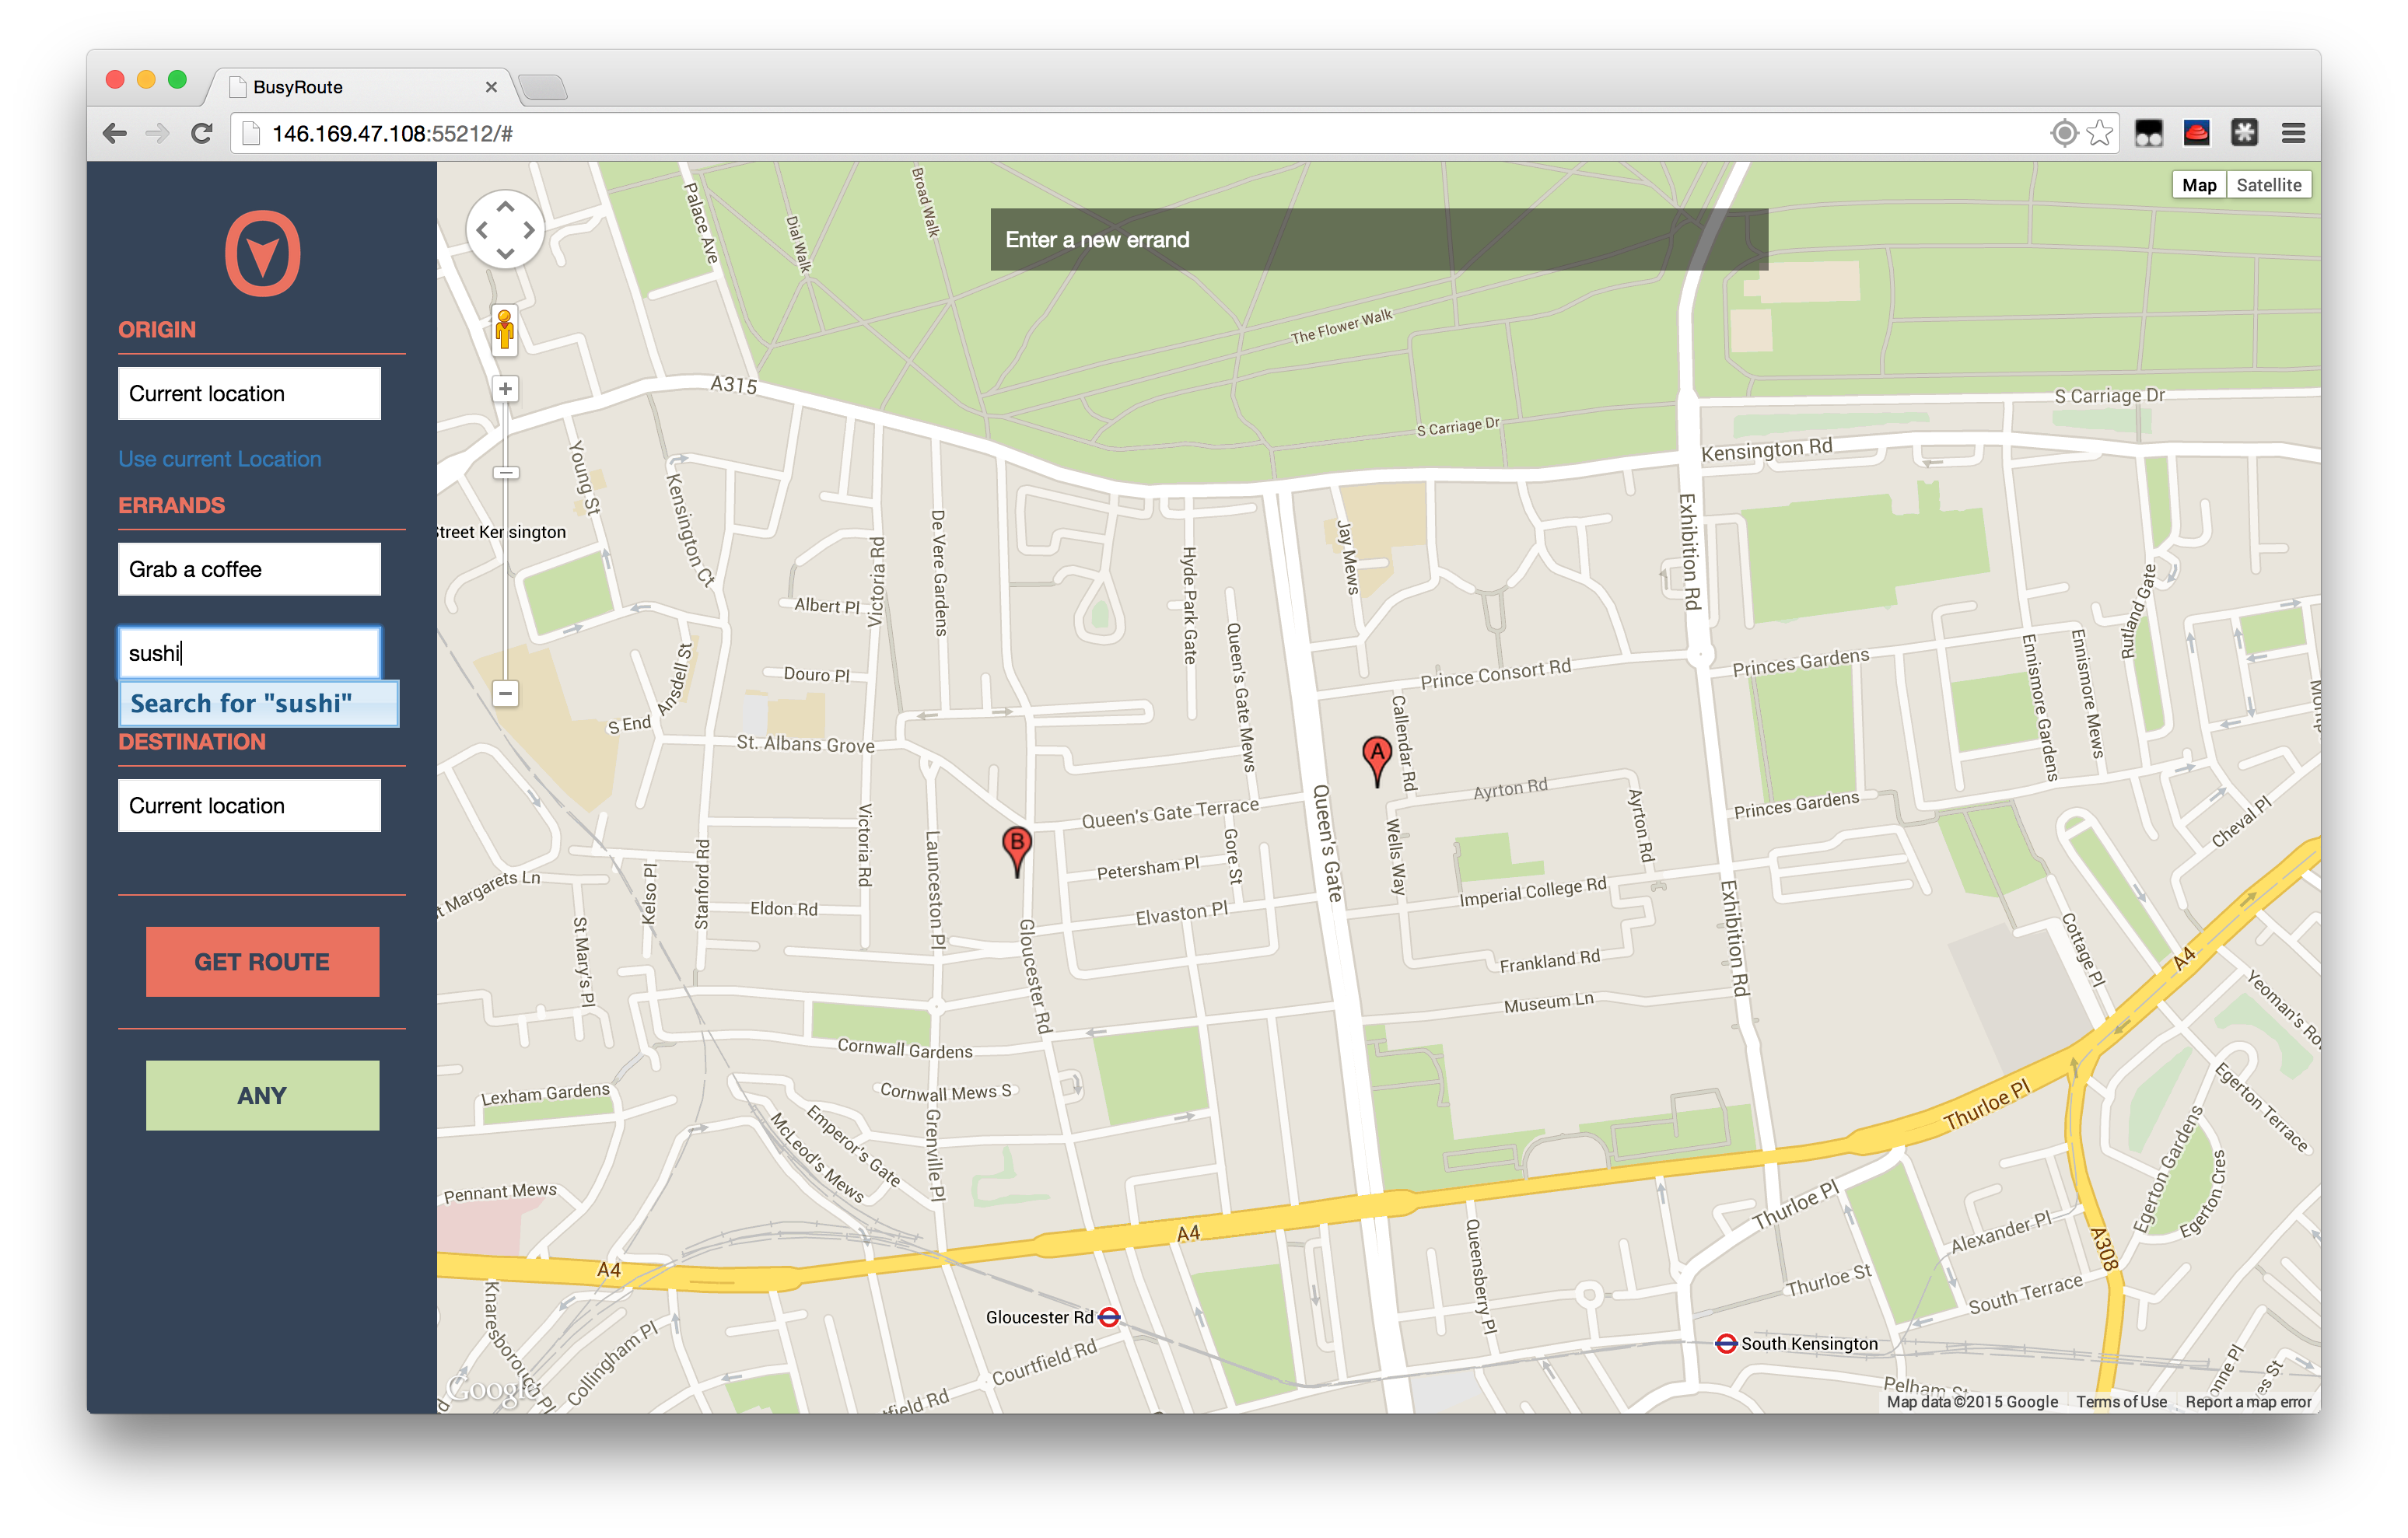 BusyRoute
146.169.47.108:55212/#
ORIGIN
Current location
Use current Location
ERRANDS
Grab a coffee
sushi
Search for "sushi"
DESTINATION
Current location
GET ROUTE
ANY
Enter a new errand
Map
Satellite
Palace Ave
Dial Walk
Broad Walk
The Flower Walk
A315
S Carriage Dr
S Carriage Dr
Kensington Rd
Young St
Kensington Ct
Street Kensington
De Vere Gardens
Victoria Rd
Albert Pl
Hyde Park Gate
Jay Mews
Exhibition Rd
Rutland Gate
Ansdell St
Douro Pl
S End
St. Albans Grove
Queen's Gate Mews
Prince Consort Rd
Princes Gardens
Ennismore Gardens
Ennismore Mews
Callendar Rd
A
Ayrton Rd
Ayrton Rd
Princes Gardens
Cheval Pl
Queen's Gate Terrace
Queen's Gate
B
Victoria Rd
Launceston Pl
Stanford Rd
Kelso Pl
Gore St
Wells Way
Petersham Pl
Imperial College Rd
Exhibition Rd
t Margarets Ln
Eldon Rd
Elvaston Pl
St Mary's Pl
Gloucester Rd
Frankland Rd
Museum Ln
Cottage Pl
A4
Yeoman's Ro
Cornwall Gardens
Cornwall Mews S
Lexham Gardens
Emperor's Gate
McLeod's Mews
Grenville Pl
Thurloe Pl
Egerton Terrace
Egerton Gardens
Egerton Cres
Pennant Mews
A4
A4
Thurloe Pl
Alexander Pl
A308
Queensberry Pl
Thurloe St
South Terrace
Knaresborough Pl
Collingham Pl
Gloucester Rd
Courtfield Rd
South Kensington
tfield Rd
Pelham St
onne Pl
es St
Google
Map data ©2015 Google
Terms of Use
Report a map error